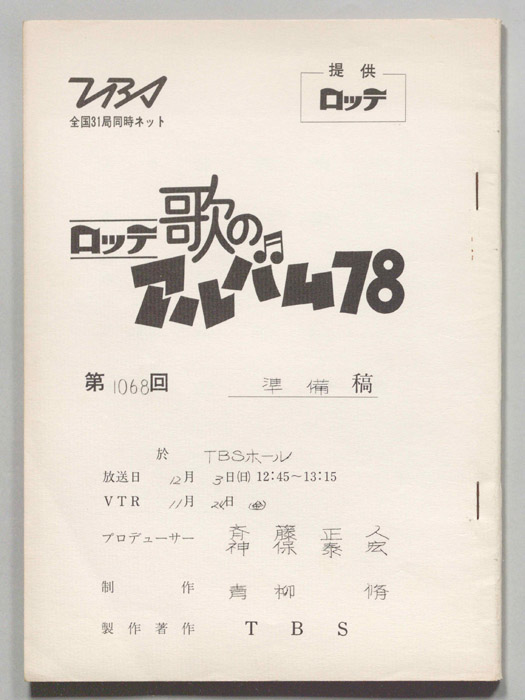 TBS
提供
全国31局同時ネット
ロッテ
ロッテ 歌の
アルバム78
第1068回 準備稿
於 TBSホール
放送日 12月 3日(日) 12:45〜13:15
VTR 11月 24日 (金)
プロデューサー 斉藤正人
神保泰宏
制作 青柳脩
製作著作 TBS